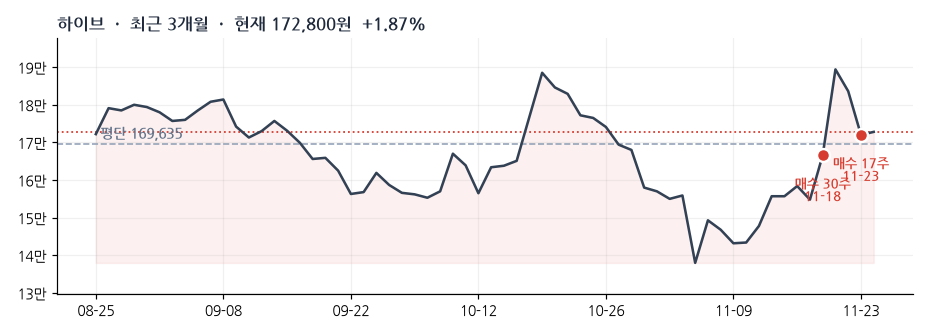 하이브 · 최근 3개월 · 현재 172,800원 +1.87%
19만
18만
17만
16만
15만
14만
13만
평단 169,635
매수 17주
11-23
매수 30주
11-18
08-25
09-08
09-22
10-12
10-26
11-09
11-23